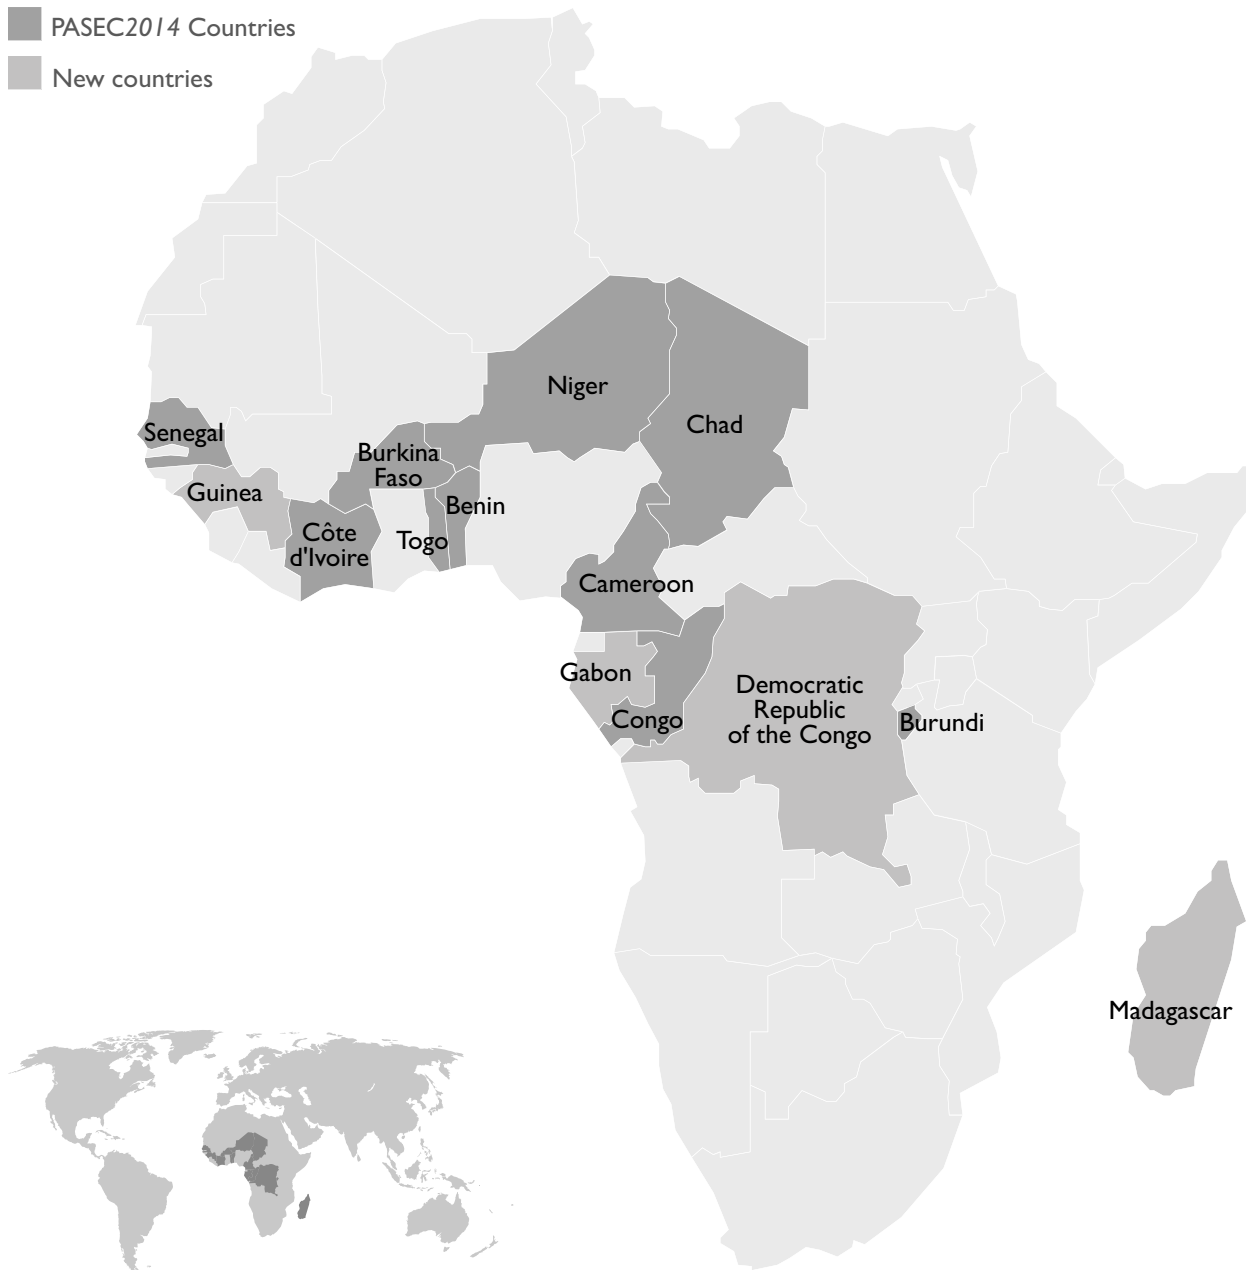 PASEC2014 Countries
New countries
Niger
Chad
Senegal
Burkina
Faso
Guinea
Benin
Côte
d'Ivoire
Togo
Cameroon
Gabon
Democratic
Republic
of the Congo
Congo
Burundi
Madagascar